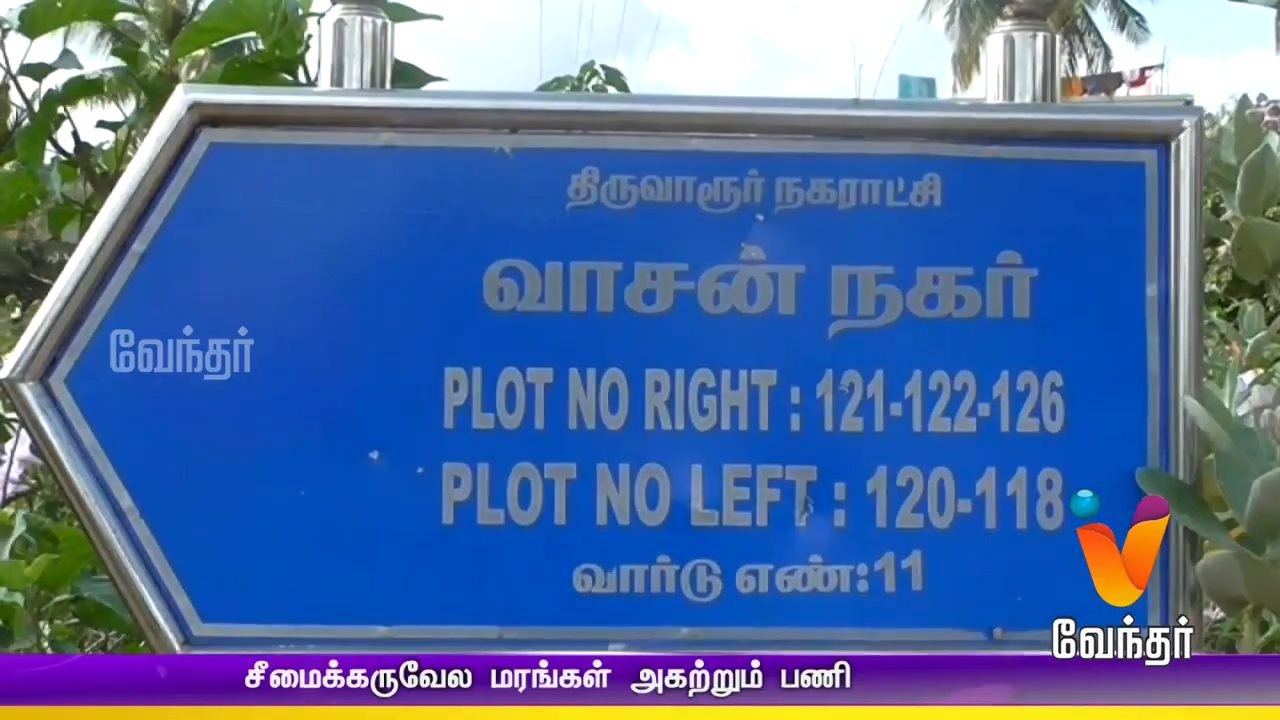 திருவாரூர் நகராட்சி
வாசன் நகர்
வேந்தர்
PLOT NO RIGHT : 121-122-126
PLOT NO LEFT : 120-118
வார்டு எண்:11
வேந்தர்
சீமைக்கருவேல மரங்கள் அகற்றும் பணி